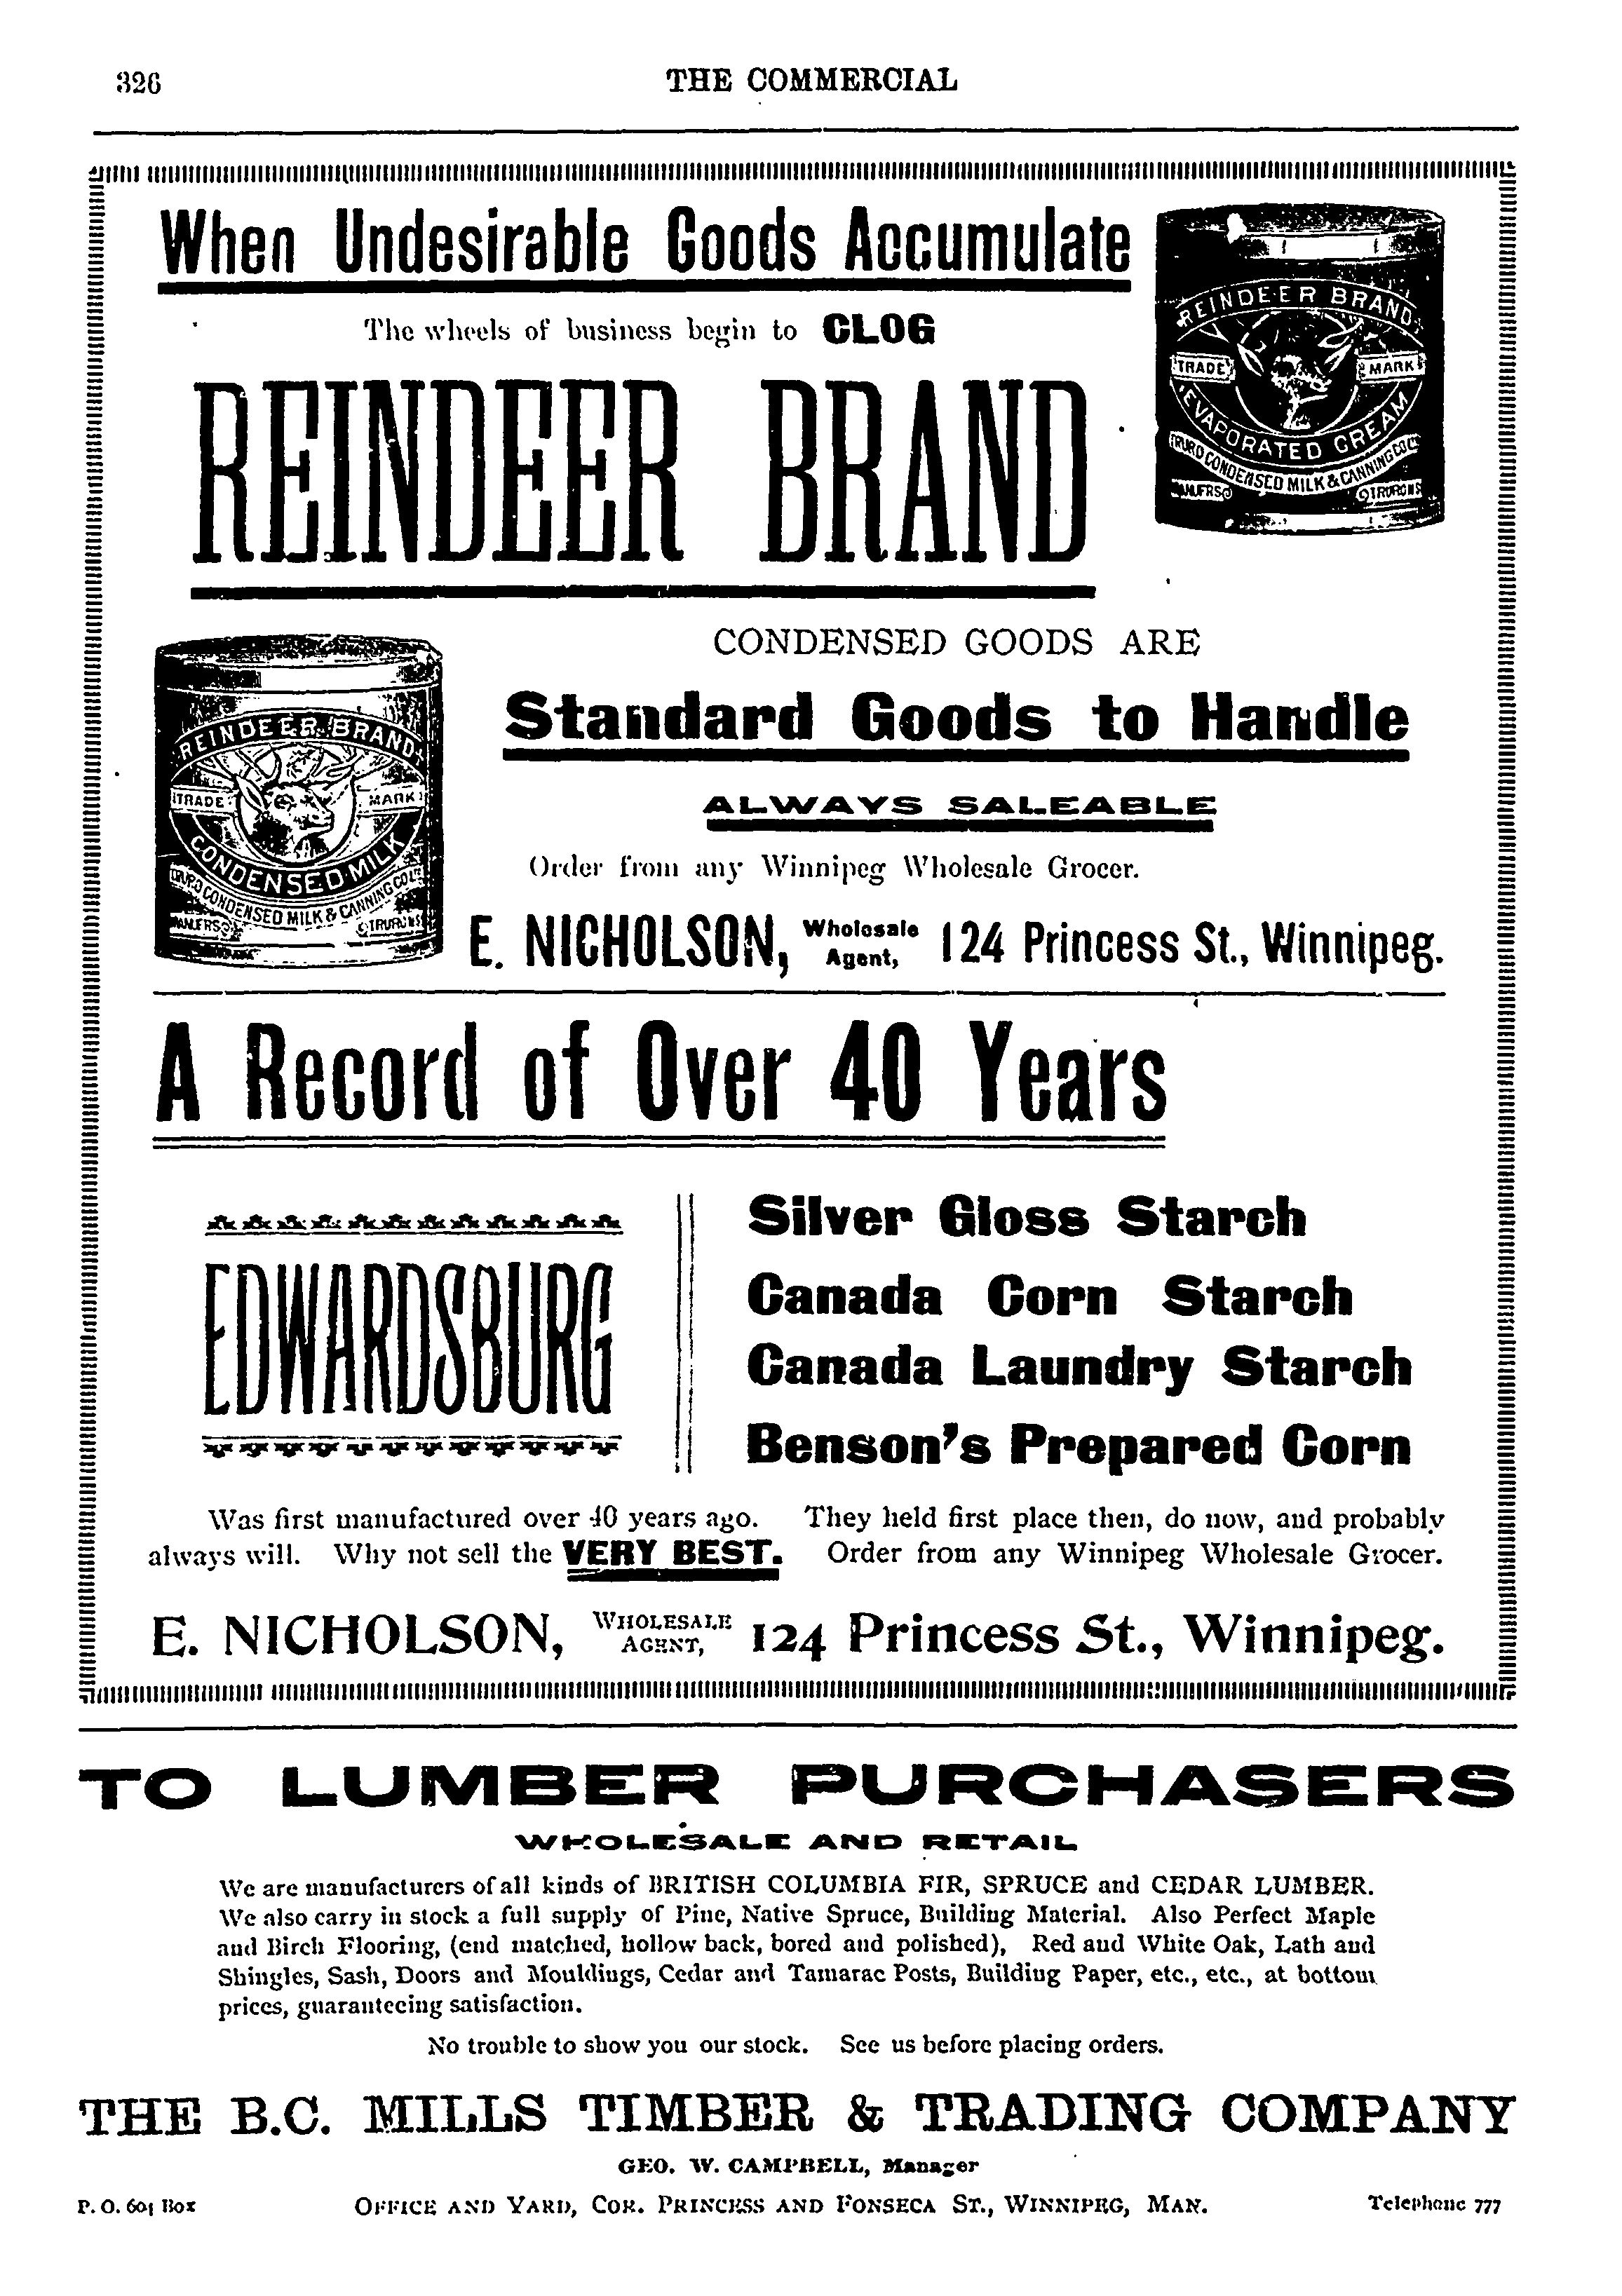 326
THE COMMERCIAL
When Undesirable Goods Accumulate
The wheels of business begin to CLOG
REINDEER BRAND
REINDEER BRAND
TRADE MARK
EVAPORATED CREAM
TRURO CONDENSED MILK & CANNING CO LD
MANUFRS TRURO NS
CONDENSED GOODS ARE
Standard Goods to Handle
ALWAYS SALEABLE
REINDEER BRAND
TRADE MARK
CONDENSED MILK
TRURO CONDENSED MILK & CANNING CO LD
MANUFRS TRURO NS
Order from any Winnipeg Wholesale Grocer.
E. NICHOLSON, Wholesale Agent, 124 Princess St., Winnipeg.
A Record of Over 40 Years
EDWARDSBURG
Silver Gloss Starch
Canada Corn Starch
Canada Laundry Starch
Benson's Prepared Corn
Was first manufactured over 40 years ago. They held first place then, do now, and probably
always will. Why not sell the VERY BEST. Order from any Winnipeg Wholesale Grocer.
E. NICHOLSON, WHOLESALE AGENT, 124 Princess St., Winnipeg.
TO LUMBER PURCHASERS
WHOLESALE AND RETAIL
We are manufacturers of all kinds of BRITISH COLUMBIA FIR, SPRUCE and CEDAR LUMBER.
We also carry in stock a full supply of Pine, Native Spruce, Building Material. Also Perfect Maple
and Birch Flooring, (end matched, hollow back, bored and polished), Red and White Oak, Lath and
Shingles, Sash, Doors and Mouldings, Cedar and Tamarac Posts, Building Paper, etc., etc., at bottom
prices, guaranteeing satisfaction.
No trouble to show you our stock. See us before placing orders.
THE B.C. MILLS TIMBER & TRADING COMPANY
GEO. W. CAMPBELL, Manager
P. O. 604 Box
OFFICE AND YARD, COR. PRINCESS AND FONSECA ST., WINNIPEG, MAN.
Telephone 777